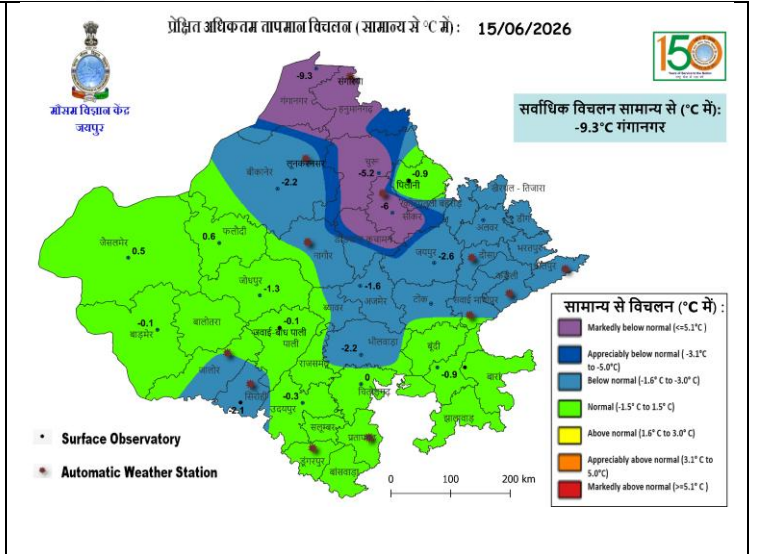 प्रेक्षित अधिकतम तापमान विचलन ( सामान्य से °C में) : 15/06/2026
मौसम विज्ञान केंद्र
जयपुर
150
सर्वाधिक विचलन सामान्य से (°C में):
-9.3°C गंगानगर
-9.3
संगरिया
गंगानगर
हनुमानगढ़
लूनकरनसर
बीकानेर
-2.2
चुरू
-5.2
-0.9
पिलानी
-6
सीकर
अलवर
डीग
भरतपुर
जैसलमेर
0.5
0.6
फलौदी
नागौर
जयपुर
-2.6
दौसा
करौली
धौलपुर
जोधपुर
-1.3
-1.6
अजमेर
ब्यावर
टोंक
सवाई माधोपुर
-0.1
बाड़मेर
बालोतरा
-0.1
जवाई-बाँध पाली
पाली
-2.2
भीलवाड़ा
राजसमंद
बूंदी
-0.9
बारां
जालोर
सिरोही
-2.1
-0.3
उदयपुर
0
चित्तौड़गढ़
झालावाड़
सलूम्बर
प्रतापगढ़
डूंगरपुर
बांसवाड़ा
Surface Observatory
Automatic Weather Station
0 100 200 km
सामान्य से विचलन (°C में) :
Markedly below normal (<=5.1°C )
Appreciably below normal ( -3.1°C
to -5.0°C)
Below normal (-1.6° C to -3.0° C)
Normal (-1.5° C to 1.5° C)
Above normal (1.6° C to 3.0° C)
Appreciably above normal (3.1° C to
5.0°C)
Markedly above normal (>=5.1° C )